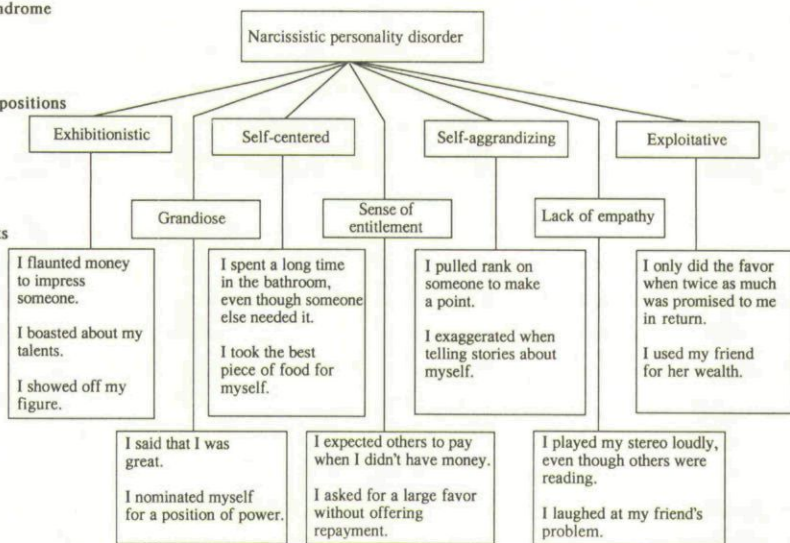 ndrome
Narcissistic personality disorder
positions
Exhibitionistic
Self-centered
Self-aggrandizing
Exploitative
Grandiose
Sense of
entitlement
Lack of empathy
ts
I flaunted money
to impress
someone.
I boasted about my
talents.
I showed off my
figure.
I spent a long time
in the bathroom,
even though someone
else needed it.
I took the best
piece of food for
myself.
I pulled rank on
someone to make
a point.
I exaggerated when
telling stories about
myself.
I only did the favor
when twice as much
was promised to me
in return.
I used my friend
for her wealth.
I said that I was
great.
I nominated myself
for a position of power.
I expected others to pay
when I didn't have money.
I asked for a large favor
without offering
repayment.
I played my stereo loudly,
even though others were
reading.
I laughed at my friend's
problem.